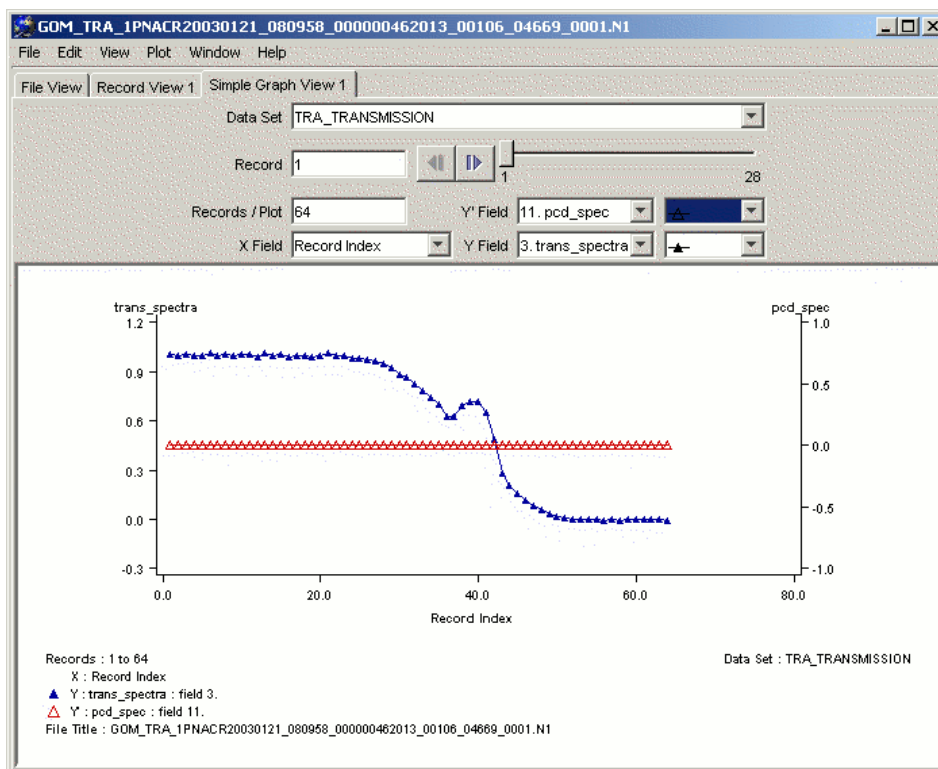 GOM_TRA_1PNACR20030121_080958_000000462013_00106_04669_0001.N1
File Edit View Plot Window Help
File View Record View 1 Simple Graph View 1
Data Set TRA_TRANSMISSION
Record 1
1 28
Records / Plot 64 Y' Field 11. pcd_spec
X Field Record Index Y Field 3. trans_spectra
trans_spectra pcd_spec
1.2 1.0
0.9 0.5
0.6 0.0
0.3 -0.5
0.0 -1.0
-0.3
0.0 20.0 40.0 60.0 80.0
Record Index
Records : 1 to 64 Data Set : TRA_TRANSMISSION
X : Record Index
Y : trans_spectra : field 3.
Y' : pcd_spec : field 11.
File Title : GOM_TRA_1PNACR20030121_080958_000000462013_00106_04669_0001.N1